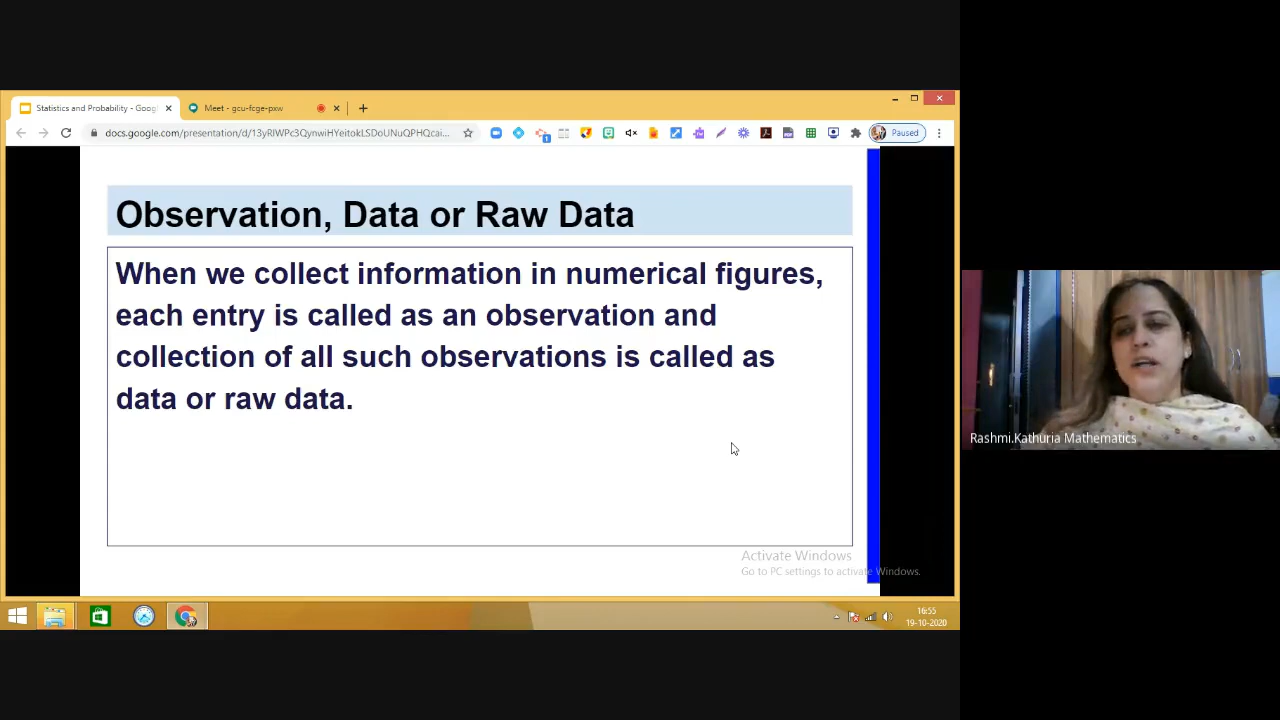 Statistics and Probability - Goog
Meet - gcu-fcge-pxw
docs.google.com/presentation/d/13yRlWPc3QynwiHYeitokLSDoUNuQPHQcai...
Paused
Observation, Data or Raw Data
When we collect information in numerical figures,
each entry is called as an observation and
collection of all such observations is called as
data or raw data.
Rashmi.Kathuria Mathematics
Activate Windows
Go to PC settings to activate Windows.
16:55
19-10-2020